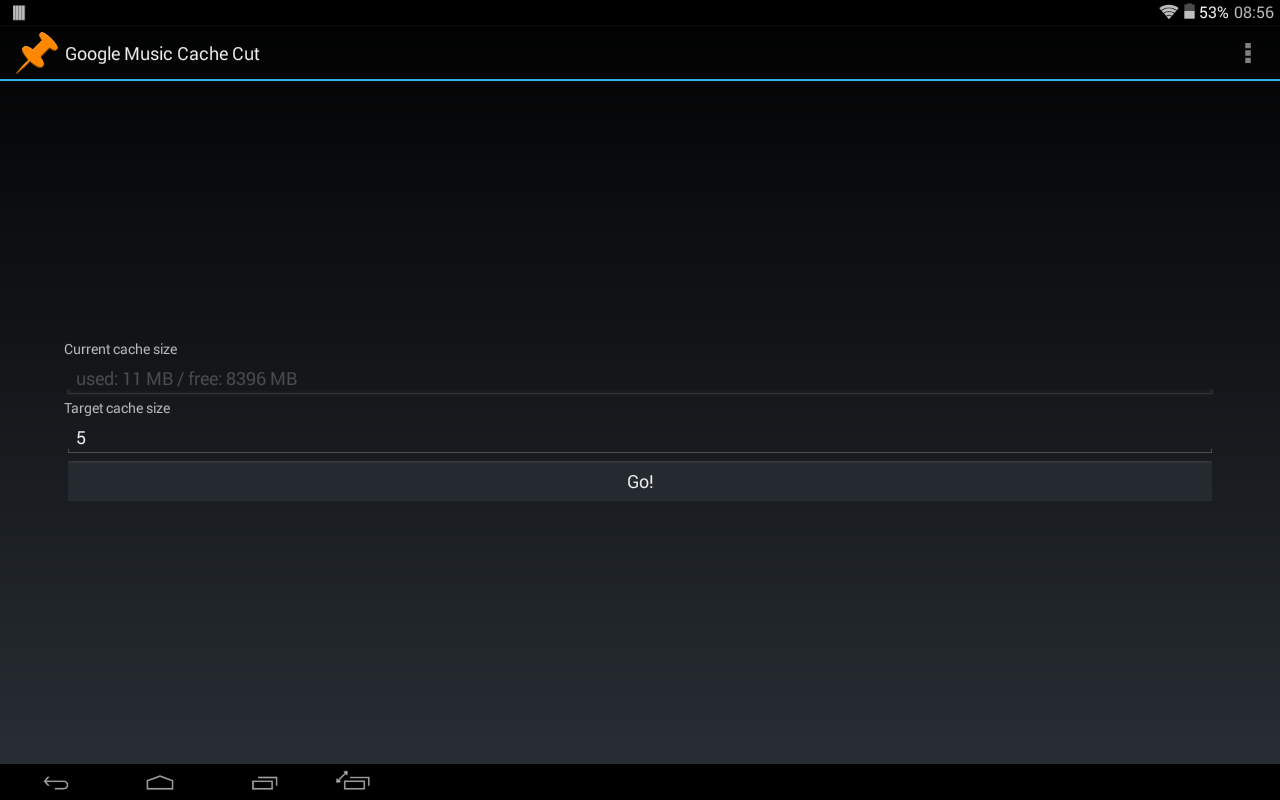 53% 08:56
Google Music Cache Cut
Current cache size
used: 11 MB / free: 8396 MB
Target cache size
5
Go!